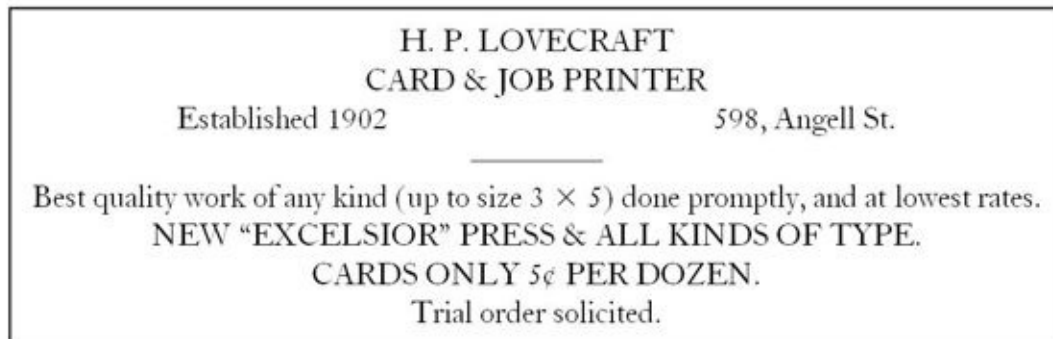 H. P. LOVECRAFT
CARD & JOB PRINTER
Established 1902 598, Angell St.
Best quality work of any kind (up to size 3 × 5) done promptly, and at lowest rates.
NEW “EXCELSIOR” PRESS & ALL KINDS OF TYPE.
CARDS ONLY 5¢ PER DOZEN.
Trial order solicited.